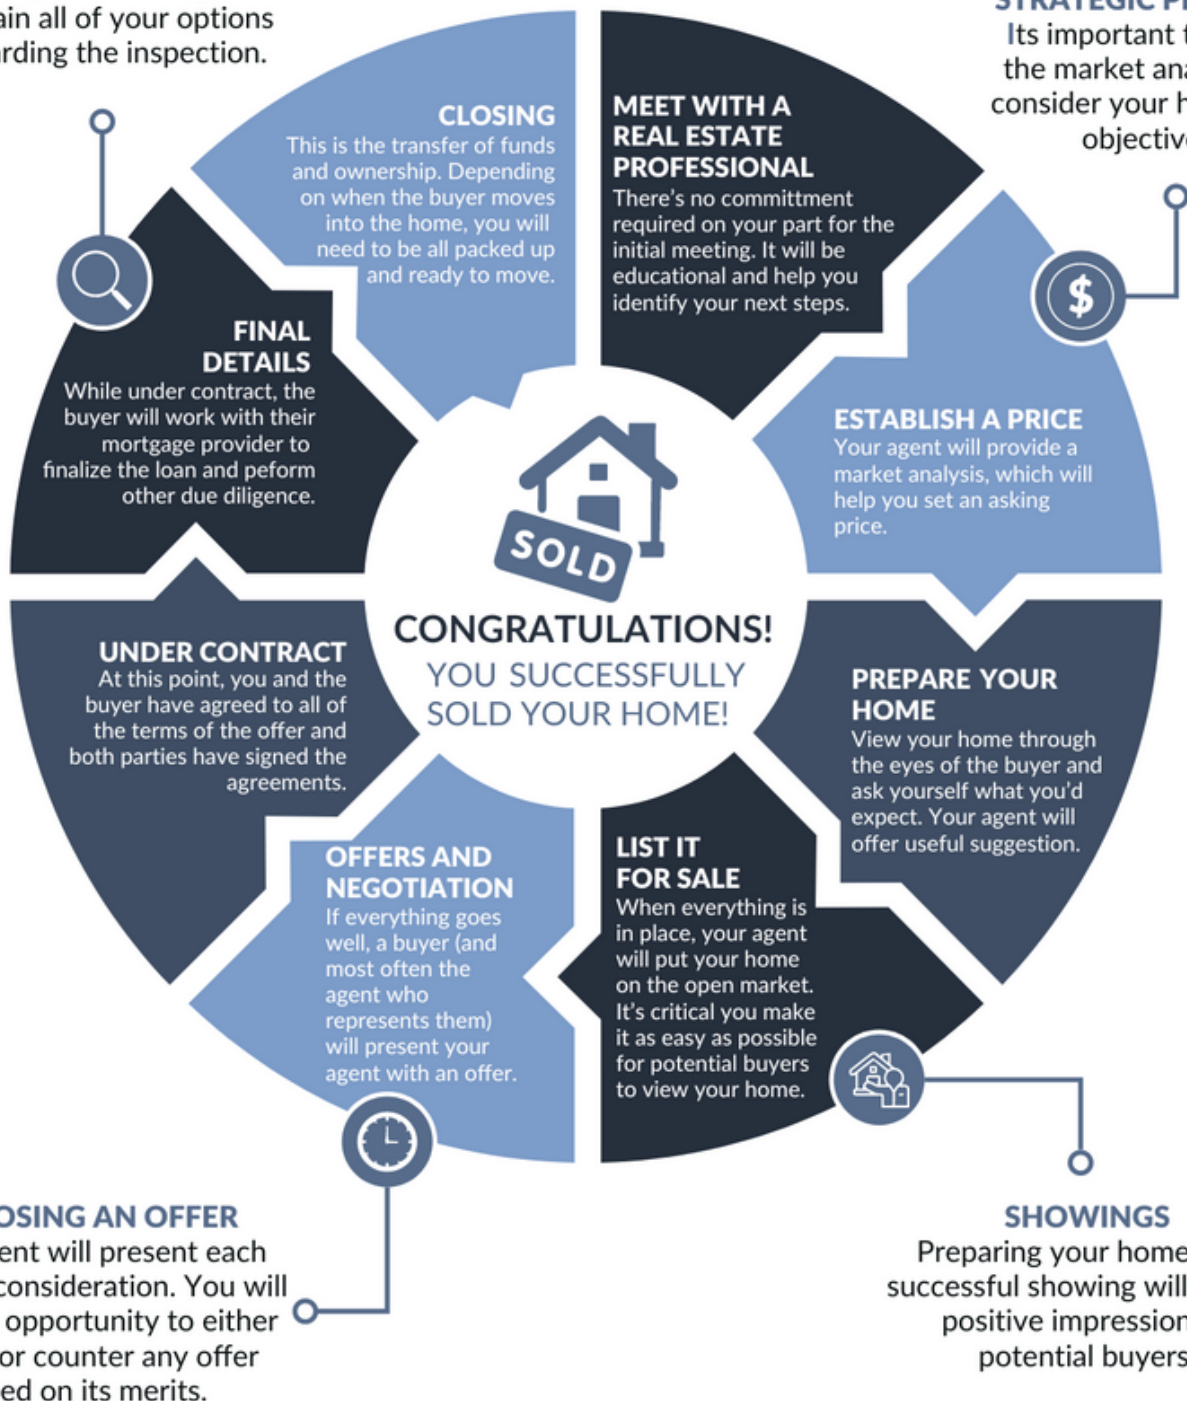 all of your options
the inspection.
STRATEGIC
Its important
the market
consider your
MEET WITH A
REAL ESTATE
PROFESSIONAL
There's no committment
required on your part for the
initial meeting. It will be
educational and help you
identify your next steps.
$
ESTABLISH A PRICE
Your agent will provide a
market analysis, which will
help you set an asking
price.
PREPARE YOUR
HOME
View your home through
the eyes of the buyer and
ask yourself what you'd
expect. Your agent will
offer useful suggestion.
LIST IT
FOR SALE
When everything is
in place, your agent
will put your home
on the open market.
It's critical you make
it as easy as possible
for potential buyers
to view your home.
SHOWINGS
Preparing your home
successful showing will
positive impression
potential buyers
OFFERS AND
NEGOTIATION
If everything goes
well, a buyer (and
most often the
agent who
represents them)
will present your
agent with an offer.
AN OFFER
will present each
consideration. You will
opportunity to either
or counter any offer
on its merits.
UNDER CONTRACT
At this point, you and the
buyer have agreed to all of
the terms of the offer and
both parties have signed the
agreements.
FINAL
DETAILS
While under contract, the
buyer will work with their
mortgage provider to
finalize the loan and peform
other due diligence.
CLOSING
This is the transfer of funds
and ownership. Depending
on when the buyer moves
into the home, you will
need to be all packed up
and ready to move.
SOLD
CONGRATULATIONS!
YOU SUCCESSFULLY
SOLD YOUR HOME!